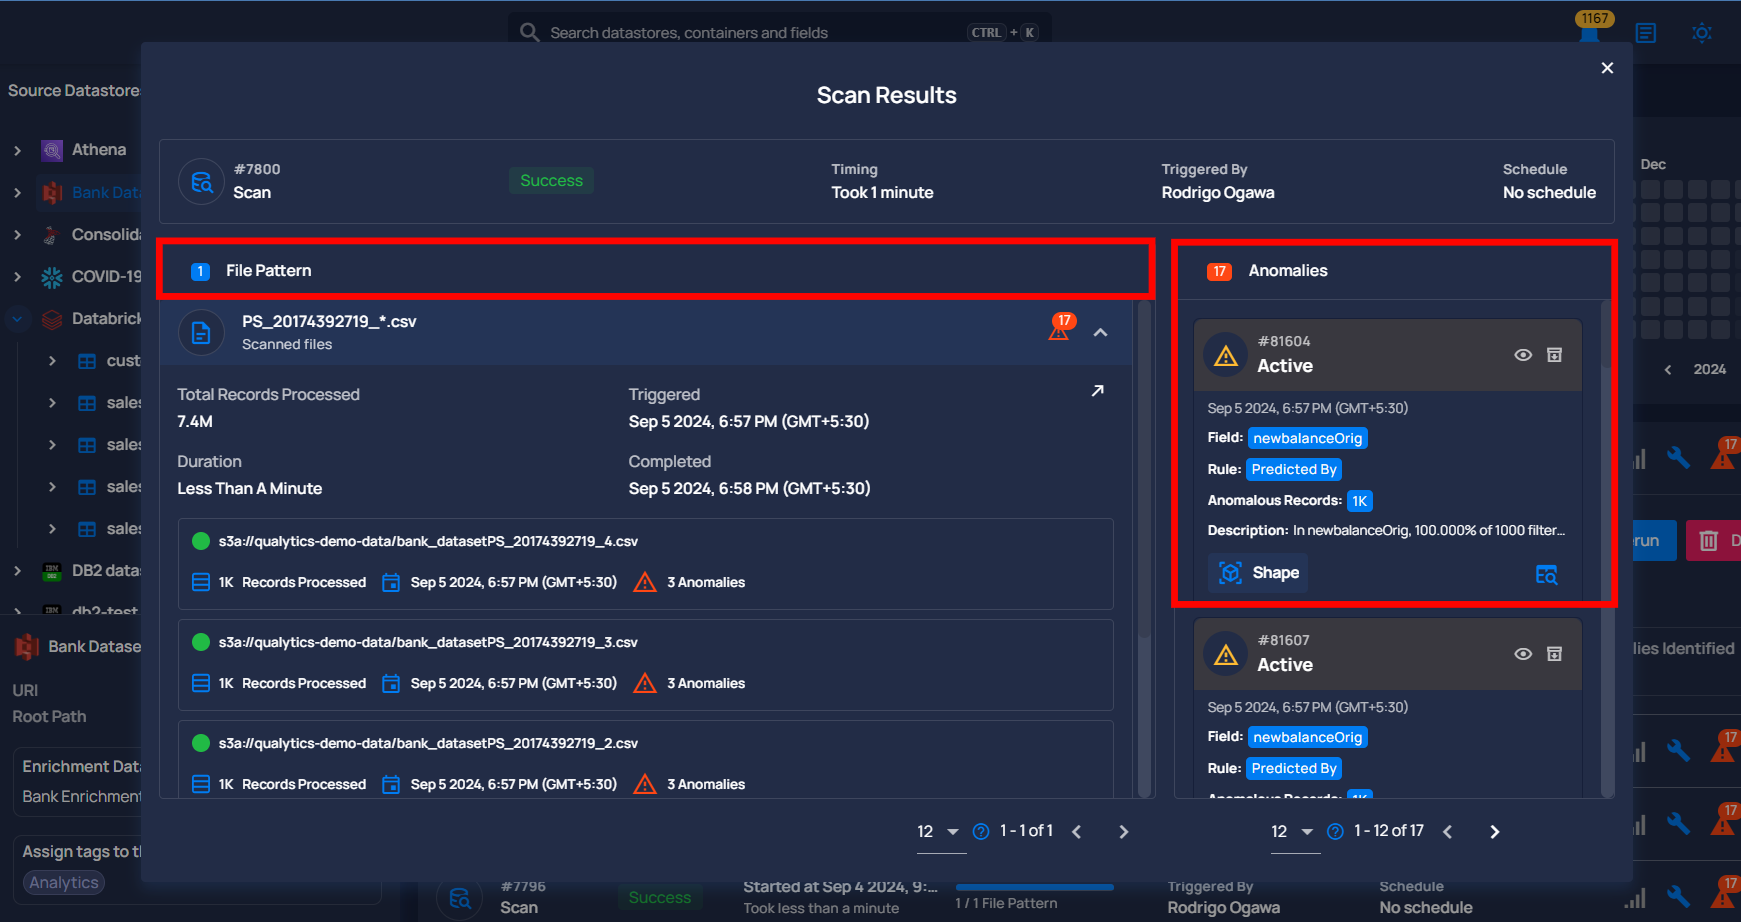 1167
Search datastores, containers and fields
CTRL + K
Source Datastore
Athena
Bank Dat
Consolid
COVID-19
Databrick
cust
sales
sales
sales
sales
DB2 data
db2-test
Bank Datase
URI
Root Path
Enrichment Dat
Bank Enrichment
Assign tags to t
Analytics
Scan Results
#7800
Scan
Success
Timing
Took 1 minute
Triggered By
Rodrigo Ogawa
Schedule
No schedule
1 File Pattern
PS_20174392719_*.csv
Scanned files
17
Total Records Processed
7.4M
Triggered
Sep 5 2024, 6:57 PM (GMT+5:30)
Duration
Less Than A Minute
Completed
Sep 5 2024, 6:58 PM (GMT+5:30)
s3a://qualytics-demo-data/bank_datasetPS_20174392719_4.csv
1K Records Processed Sep 5 2024, 6:57 PM (GMT+5:30) 3 Anomalies
s3a://qualytics-demo-data/bank_datasetPS_20174392719_3.csv
1K Records Processed Sep 5 2024, 6:57 PM (GMT+5:30) 3 Anomalies
s3a://qualytics-demo-data/bank_datasetPS_20174392719_2.csv
1K Records Processed Sep 5 2024, 6:57 PM (GMT+5:30) 3 Anomalies
12 1 - 1 of 1
17 Anomalies
#81604
Active
Sep 5 2024, 6:57 PM (GMT+5:30)
Field: newbalanceOrig
Rule: Predicted By
Anomalous Records: 1K
Description: In newbalanceOrig, 100.000% of 1000 filter...
Shape
#81607
Active
Sep 5 2024, 6:57 PM (GMT+5:30)
Field: newbalanceOrig
Rule: Predicted By
Anomalous Records: 1K
12 1 - 12 of 17
Dec
2024
17
erun
D
lies Identified
17
17
#7796
Scan
Success
Started at Sep 4 2024, 9:...
Took less than a minute
1 / 1 File Pattern
Triggered By
Rodrigo Ogawa
Schedule
No schedule
17